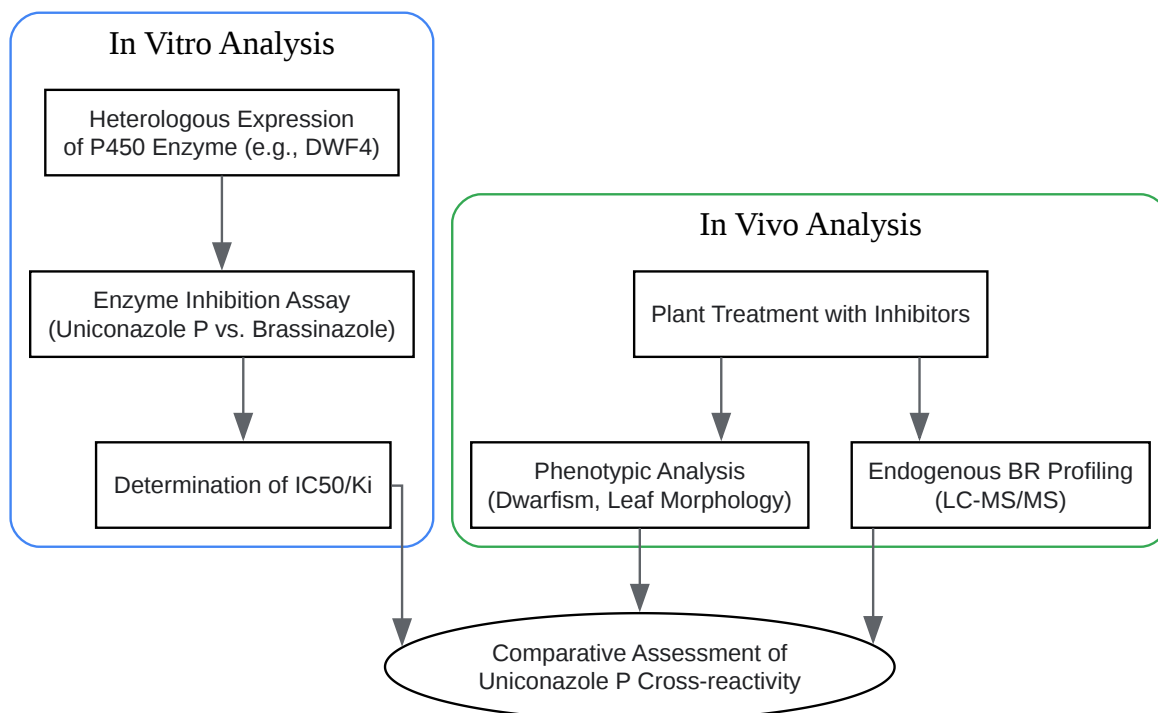 In Vitro Analysis
Heterologous Expression
of P450 Enzyme (e.g., DWF4)
Enzyme Inhibition Assay
(Uniconazole P vs. Brassinazole)
Determination of IC50/Ki
In Vivo Analysis
Plant Treatment with Inhibitors
Phenotypic Analysis
(Dwarfism, Leaf Morphology)
Endogenous BR Profiling
(LC-MS/MS)
Comparative Assessment of
Uniconazole P Cross-reactivity